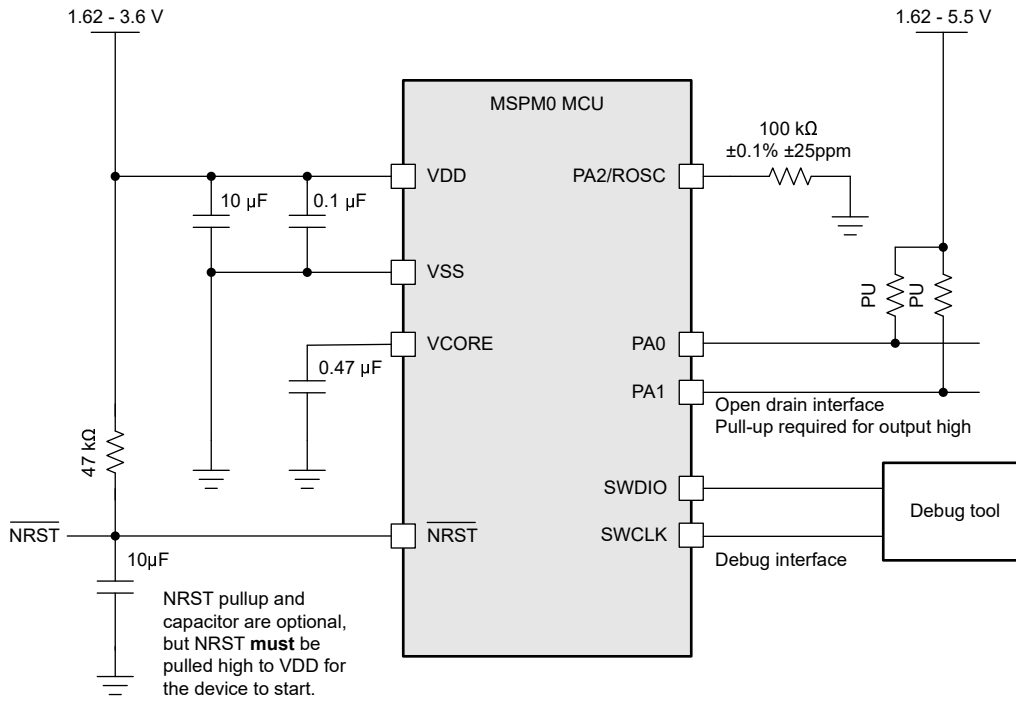 1.62 - 3.6 V
1.62 - 5.5 V
MSPM0 MCU
100 kΩ
±0.1% ±25ppm
VDD
PA2/ROSC
10 µF
0.1 µF
VSS
PU
PU
VCORE
PA0
0.47 µF
PA1
Open drain interface
Pull-up required for output high
47 kΩ
SWDIO
Debug tool
NRST
NRST
SWCLK
10µF
Debug interface
NRST pullup and
capacitor are optional,
but NRST must be
pulled high to VDD for
the device to start.